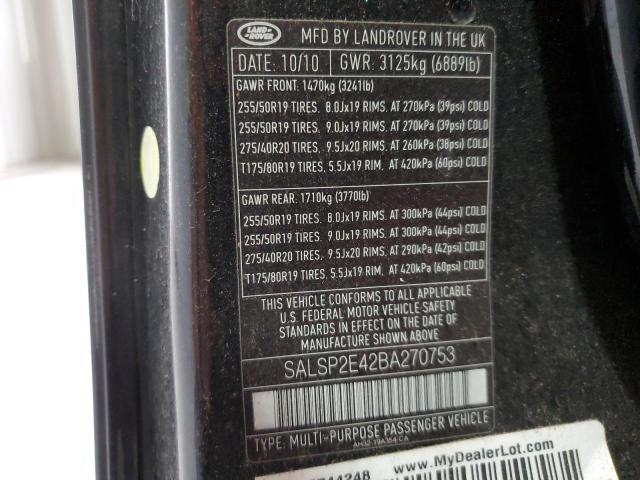 LAND ROVER
MFD BY LANDROVER IN THE UK
DATE: 10/10 GWR: 3125kg (6889lb)
GAWR FRONT: 1470kg (3241lb)
255/50R19 TIRES. 8.0Jx19 RIMS. AT 270kPa (39psi) COLD
255/50R19 TIRES. 9.0Jx19 RIMS. AT 270kPa (39psi) COLD
275/40R20 TIRES. 9.5Jx20 RIMS. AT 260kPa (38psi) COLD
T175/80R19 TIRES. 5.5Jx19 RIM. AT 420kPa (60psi) COLD
GAWR REAR: 1710kg (3770lb)
255/50R19 TIRES. 8.0Jx19 RIMS. AT 300kPa (44psi) COLD
255/50R19 TIRES. 9.0Jx19 RIMS. AT 300kPa (44psi) COLD
275/40R20 TIRES. 9.5Jx20 RIMS. AT 290kPa (42psi) COLD
T175/80R19 TIRES. 5.5Jx19 RIM. AT 420kPa (60psi) COLD
THIS VEHICLE CONFORMS TO ALL APPLICABLE
U.S. FEDERAL MOTOR VEHICLE SAFETY
STANDARDS IN EFFECT ON THE DATE OF
MANUFACTURE SHOWN ABOVE
SALSP2E42BA270753
TYPE: MULTI-PURPOSE PASSENGER VEHICLE
AH32-19A364-CA
www.MyDealerLot.com